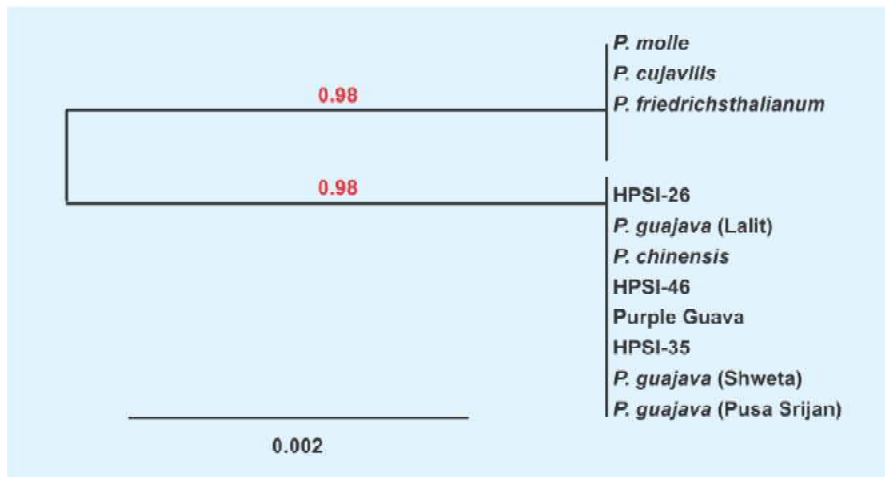 P. molle
P. cujavills
0.98
P. friedrichsthalianum
0.98
HPSI-26
P. guajava (Lalit)
P. chinensis
HPSI-46
Purple Guava
HPSI-35
P. guajava (Shweta)
P. guajava (Pusa Srijan)
0.002